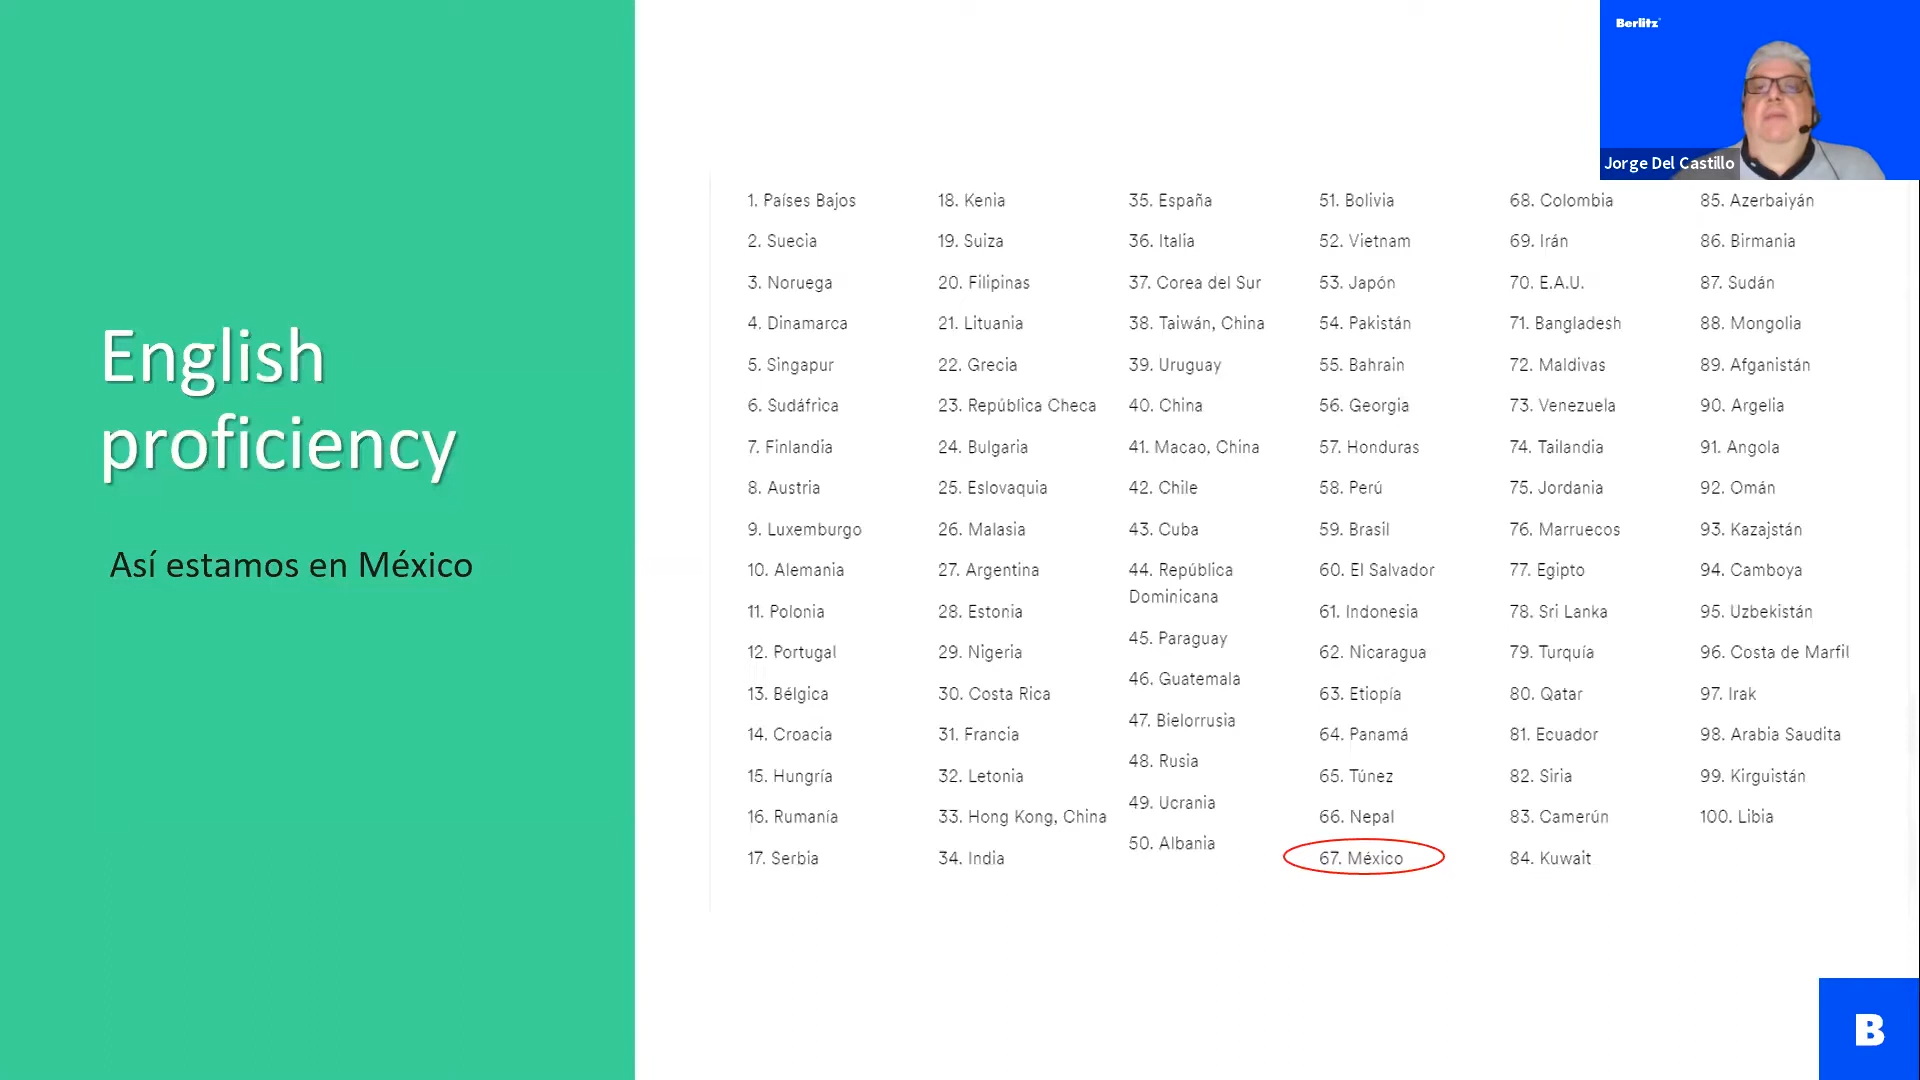 English
proficiency
Así estamos en México
1. Países Bajos
2. Suecia
3. Noruega
4. Dinamarca
5. Singapur
6. Sudáfrica
7. Finlandia
8. Austria
9. Luxemburgo
10. Alemania
11. Polonia
12. Portugal
13. Bélgica
14. Croacia
15. Hungría
16. Rumanía
17. Serbia
18. Kenia
19. Suiza
20. Filipinas
21. Lituania
22. Grecia
23. República Checa
24. Bulgaria
25. Eslovaquia
26. Malasia
27. Argentina
28. Estonia
29. Nigeria
30. Costa Rica
31. Francia
32. Letonia
33. Hong Kong, China
34. India
35. España
36. Italia
37. Corea del Sur
38. Taiwán, China
39. Uruguay
40. China
41. Macao, China
42. Chile
43. Cuba
44. República
Dominicana
45. Paraguay
46. Guatemala
47. Bielorrusia
48. Rusia
49. Ucrania
50. Albania
51. Bolivia
52. Vietnam
53. Japón
54. Pakistán
55. Bahrain
56. Georgia
57. Honduras
58. Perú
59. Brasil
60. El Salvador
61. Indonesia
62. Nicaragua
63. Etiopía
64. Panamá
65. Túnez
66. Nepal
67. México
68. Colombia
69. Irán
70. E.A.U.
71. Bangladesh
72. Maldivas
73. Venezuela
74. Tailandia
75. Jordania
76. Marruecos
77. Egipto
78. Sri Lanka
79. Turquía
80. Qatar
81. Ecuador
82. Siria
83. Camerún
84. Kuwait
85. Azerbaiyán
86. Birmania
87. Sudán
88. Mongolia
89. Afganistán
90. Argelia
91. Angola
92. Omán
93. Kazajstán
94. Camboya
95. Uzbekistán
96. Costa de Marfil
97. Irak
98. Arabia Saudita
99. Kirguistán
100. Libia
Berlitz
Jorge Del Castillo
B